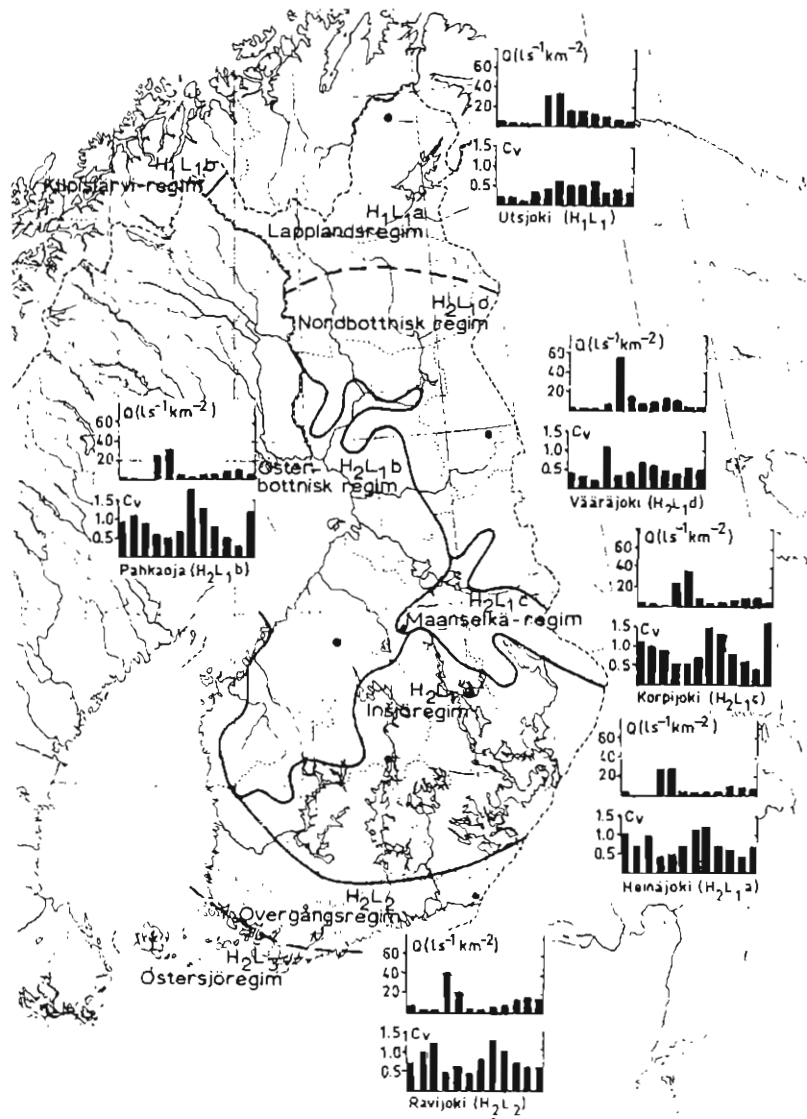 Q(ls⁻¹km⁻²)
60
40
20
Cv
1.5
1.0
0.5
Utsjoki (H₁L₁)
H₂L₁b
Kilpisjärvi-regim
H₁L₁a
Lapplandsregim
H₂L₁d
Nordbottnisk regim
Q(ls⁻¹km⁻²)
60
40
20
Cv
1.5
1.0
0.5
Vääräjoki (H₂L₁d)
Q(ls⁻¹km⁻²)
60
40
20
Cv
1.5
1.0
0.5
Pahkaoja (H₂L₁b)
H₂L₁b
Öster-
bottnisk regim
Q(ls⁻¹km⁻²)
60
40
20
Cv
1.5
1.0
0.5
Korpijoki (H₂L₁c)
H₂L₁c
Maanselkä-regim
Insjöregim
Q(ls⁻¹km⁻²)
60
40
20
Cv
1.5
1.0
0.5
Heinäjoki (H₂L₁a)
H₂L₂
Övergångsregim
H₂L₃
Östersjöregim
Q(ls⁻¹km⁻²)
60
40
20
Cv
1.5
1.0
0.5
Ravijoki (H₂L₂)